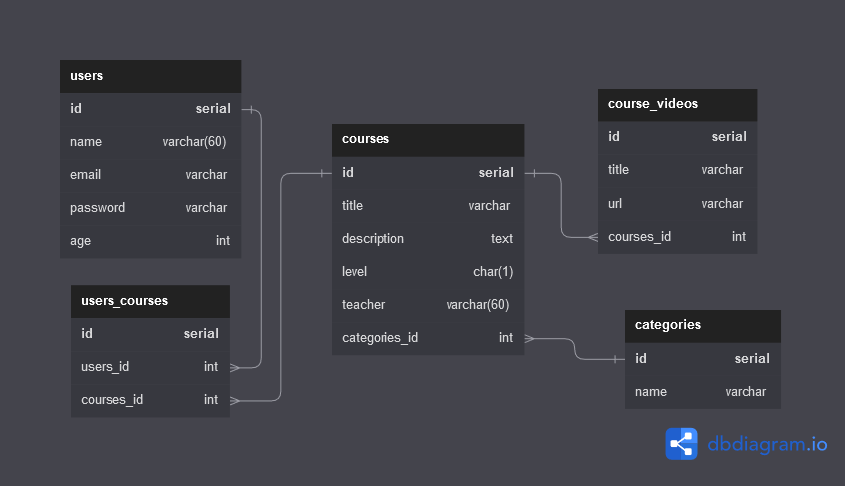 users
id serial
name varchar(60)
email varchar
password varchar
age int
users_courses
id serial
users_id int
courses_id int
courses
id serial
title varchar
description text
level char(1)
teacher varchar(60)
categories_id int
course_videos
id serial
title varchar
url varchar
courses_id int
categories
id serial
name varchar
dbdiagram.io